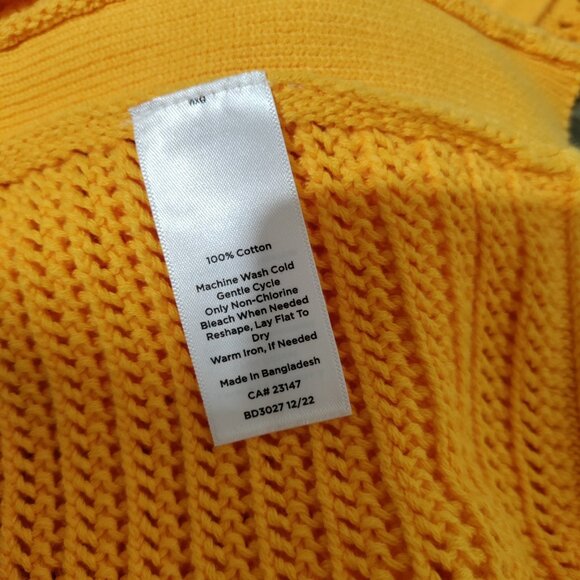 100% Cotton
Machine Wash Cold
Gentle Cycle
Only Non-Chlorine
Bleach When Needed
Reshape, Lay Flat To
Dry
Warm Iron, If Needed
Made In Bangladesh
CA# 23147
BD3027 12/22